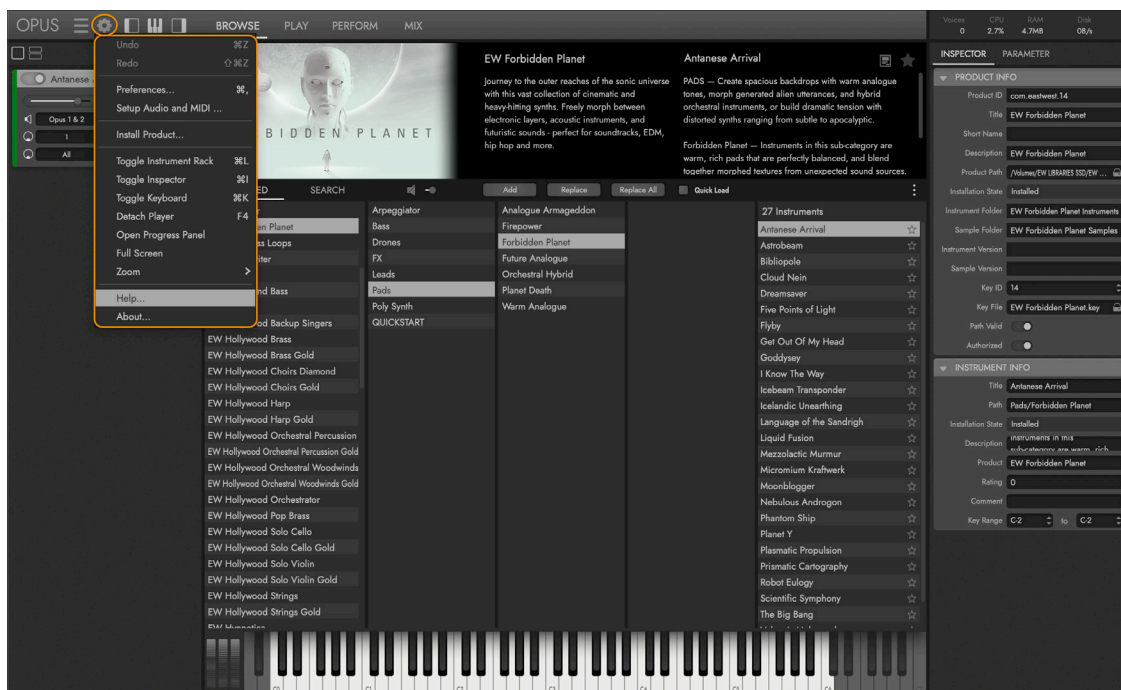 OPUS
BROWSE PLAY PERFORM MIX
Voices CPU RAM Disk
0 2.7% 4.7MB 0B/s
Undo ⌘Z
Redo ⇧⌘Z
Preferences... ⌘,
Setup Audio and MIDI ...
Install Product...
Toggle Instrument Rack ⌘L
Toggle Inspector ⌘I
Toggle Keyboard ⌘K
Detach Player F4
Open Progress Panel
Full Screen
Zoom >
Help...
About...
Antanese
Opus 1 & 2
1
All
BIDDEN PLANET
EW Forbidden Planet
Journey to the outer reaches of the sonic universe
with this vast collection of cinematic and
heavy-hitting synths. Freely morph between
electronic layers, acoustic instruments, and
futuristic sounds - perfect for soundtracks, EDM,
hip hop and more.
Antanese Arrival
PADS — Create spacious backdrops with warm analogue
tones, morph generated alien utterances, and hybrid
orchestral instruments, or build dramatic tension with
distorted synths ranging from subtle to apocalyptic.
Forbidden Planet — Instruments in this sub-category are
warm, rich pads that are perfectly balanced, and blend
together morphed textures from unexpected sound sources.
SEARCH
Add Replace Replace All Quick Load
en Planet
ss Loops
iter
nd Bass
od Backup Singers
EW Hollywood Brass
EW Hollywood Brass Gold
EW Hollywood Choirs Diamond
EW Hollywood Choirs Gold
EW Hollywood Harp
EW Hollywood Harp Gold
EW Hollywood Orchestral Percussion
EW Hollywood Orchestral Percussion Gold
EW Hollywood Orchestral Woodwinds
EW Hollywood Orchestral Woodwinds Gold
EW Hollywood Orchestrator
EW Hollywood Pop Brass
EW Hollywood Solo Cello
EW Hollywood Solo Cello Gold
EW Hollywood Solo Violin
EW Hollywood Solo Violin Gold
EW Hollywood Strings
EW Hollywood Strings Gold
Arpeggiator
Bass
Drones
FX
Leads
Pads
Poly Synth
QUICKSTART
Analogue Armageddon
Firepower
Forbidden Planet
Future Analogue
Orchestral Hybrid
Planet Death
Warm Analogue
27 Instruments
Antanese Arrival
Astrobeam
Bibliopole
Cloud Nein
Dreamsaver
Five Points of Light
Flyby
Get Out Of My Head
Goddysey
I Know The Way
Icebeam Transponder
Icelandic Unearthing
Language of the Sandrigh
Liquid Fusion
Mezzolactic Murmur
Micromium Kraftwerk
Moonblogger
Nebulous Androgon
Phantom Ship
Planet Y
Plasmatic Propulsion
Prismatic Cartography
Robot Eulogy
Scientific Symphony
The Big Bang
INSPECTOR PARAMETER
PRODUCT INFO
Product ID com.eastwest.14
Title EW Forbidden Planet
Short Name
Description EW Forbidden Planet
Product Path /Volumes/EW LIBRARIES SSD/EW ...
Installation State Installed
Instrument Folder EW Forbidden Planet Instruments
Sample Folder EW Forbidden Planet Samples
Instrument Version
Sample Version
Key ID 14
Key File EW Forbidden Planet.key
Path Valid
Authorized
INSTRUMENT INFO
Title Antanese Arrival
Path Pads/Forbidden Planet
Installation State Installed
Description Instruments in this
sub-category are warm, rich
Product EW Forbidden Planet
Rating 0
Comment
Key Range C-2 to C-2